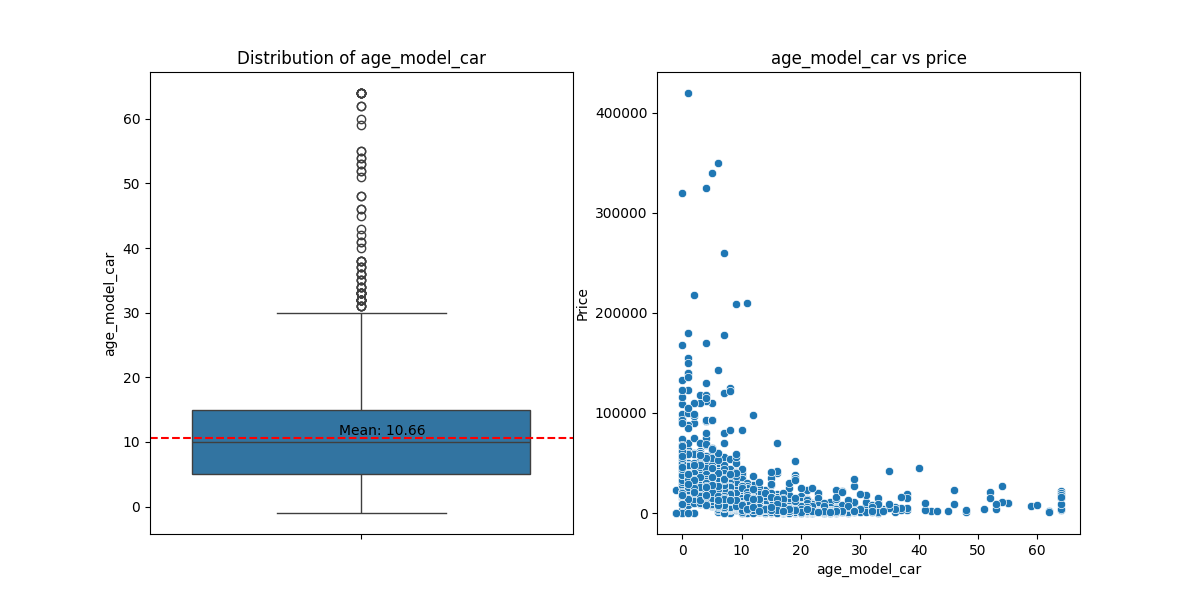 Distribution of age_model_car
age_model_car
60
50
40
30
20
10
0
Mean: 10.66
age_model_car vs price
Price
400000
300000
200000
100000
0
0 10 20 30 40 50 60
age_model_car